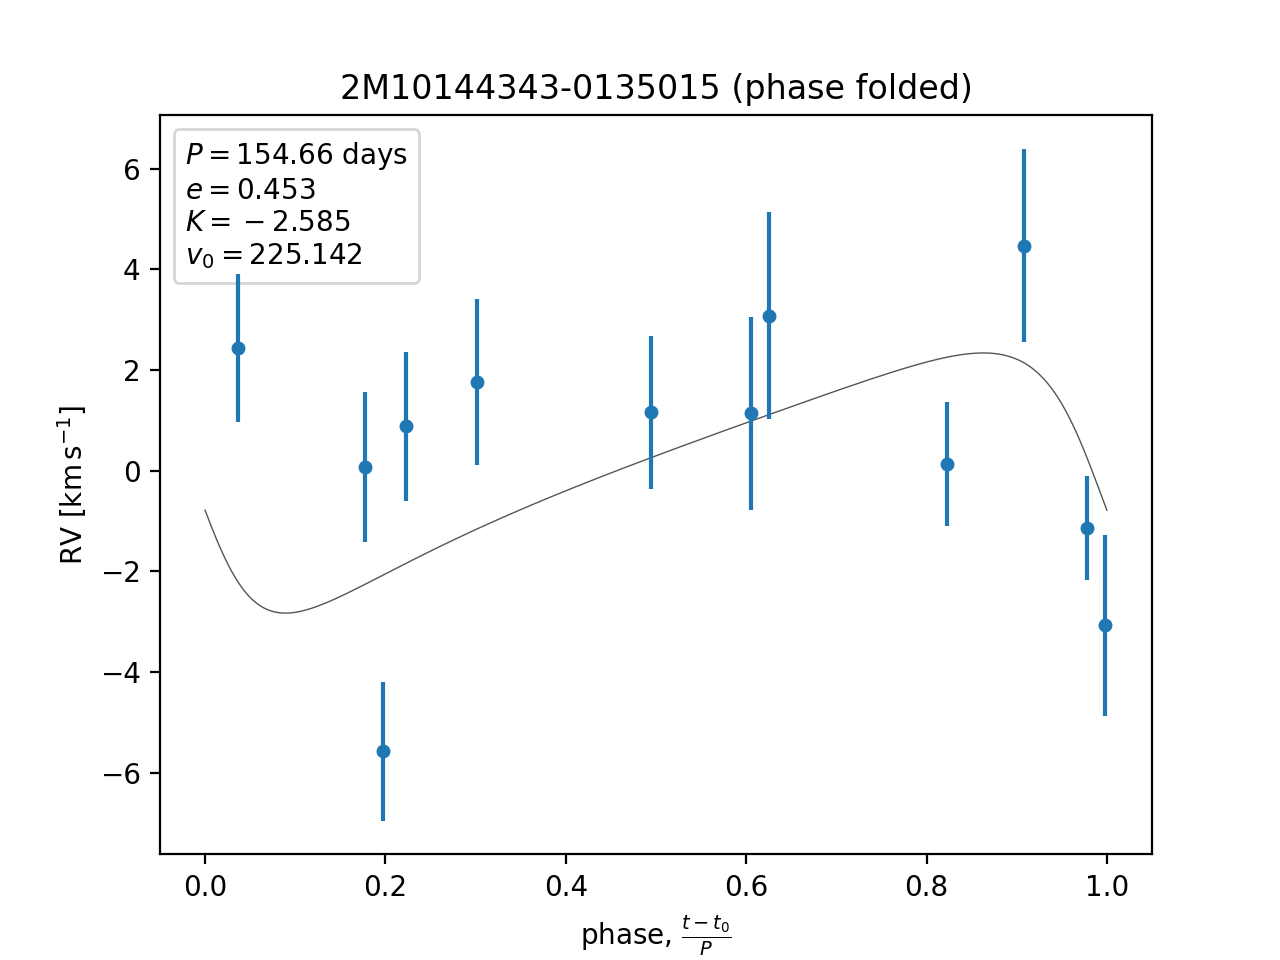 2M10144343-0135015 (phase folded)
P = 154.66 days
e = 0.453
K = −2.585
v₀ = 225.142
6
4
2
0
−2
−4
−6
RV [km s⁻¹]
0.0 0.2 0.4 0.6 0.8 1.0
phase, (t − t₀)/P